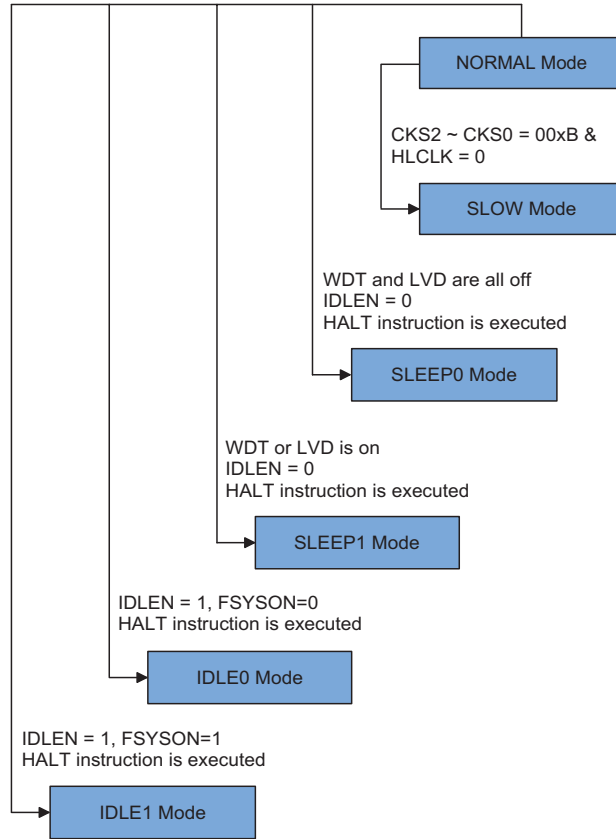 NORMAL Mode
CKS2 ~ CKS0 = 00xB &
HLCLK = 0
SLOW Mode
WDT and LVD are all off
IDLEN = 0
HALT instruction is executed
SLEEP0 Mode
WDT or LVD is on
IDLEN = 0
HALT instruction is executed
SLEEP1 Mode
IDLEN = 1, FSYSON=0
HALT instruction is executed
IDLE0 Mode
IDLEN = 1, FSYSON=1
HALT instruction is executed
IDLE1 Mode